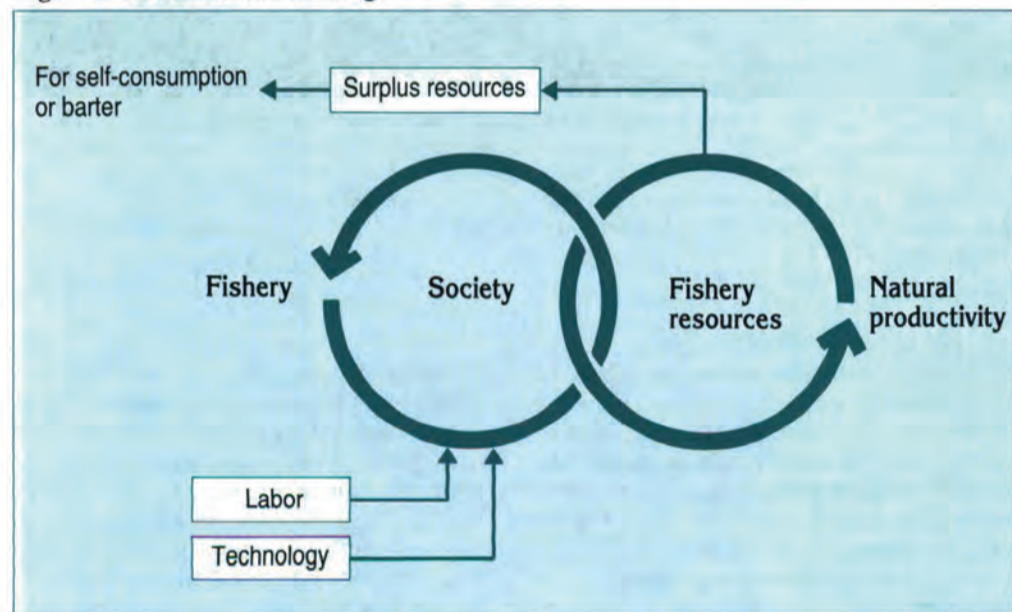 For self-consumption
or barter
Surplus resources
Fishery
Society
Fishery
resources
Natural
productivity
Labor
Technology